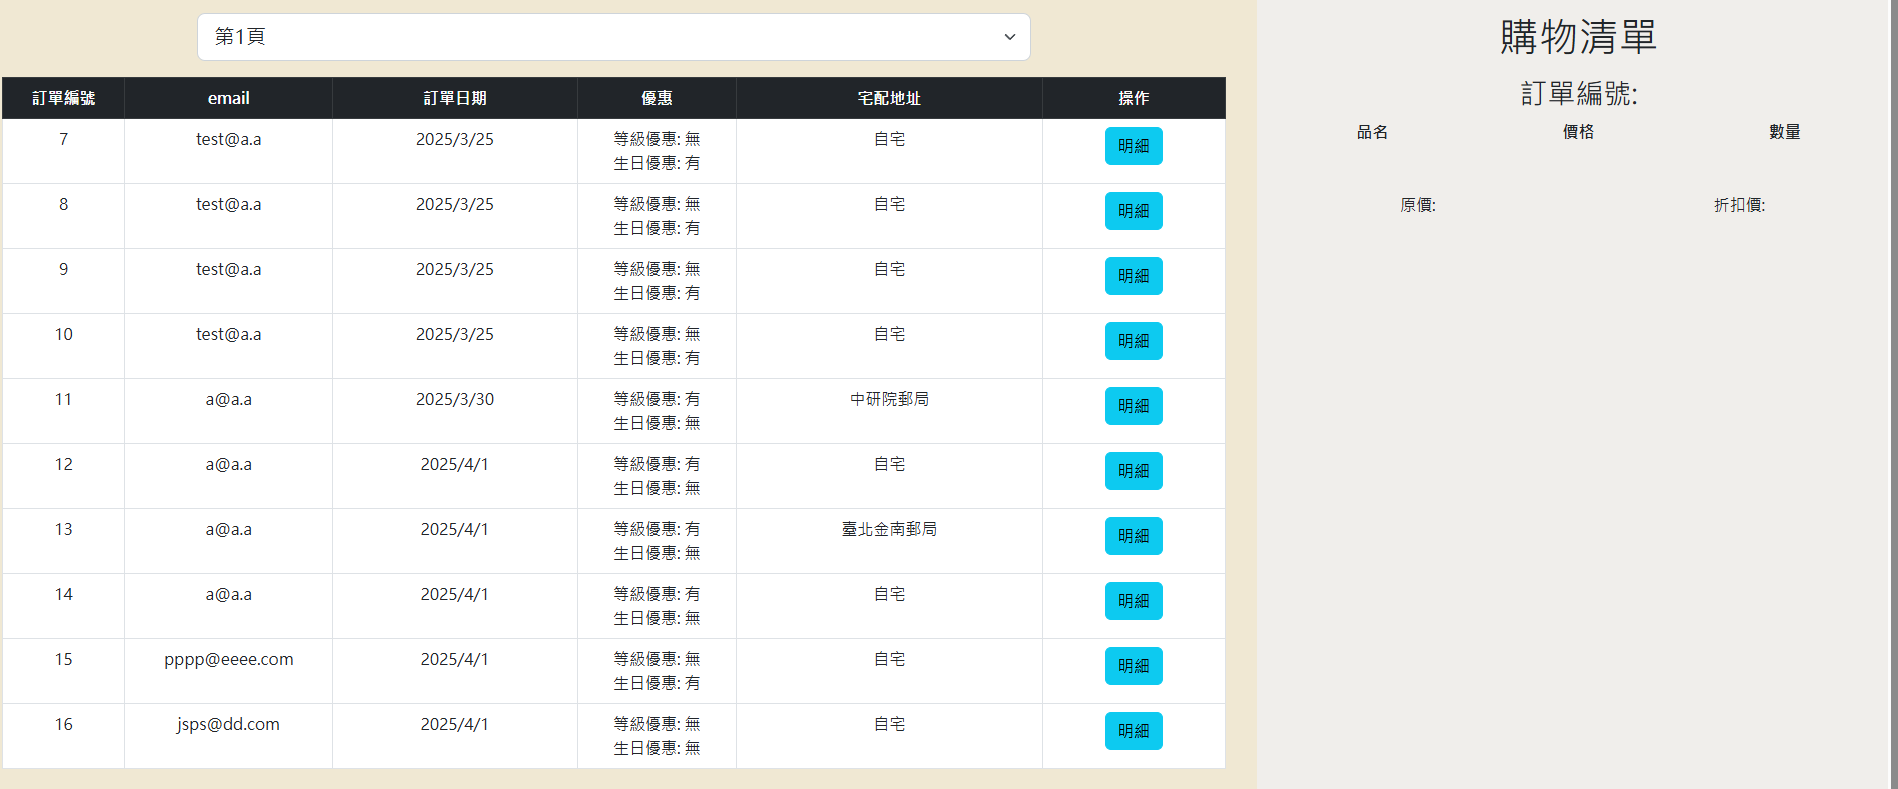 第1頁
訂單編號 email 訂單日期 優惠 宅配地址 操作
7 test@a.a 2025/3/25 等級優惠: 無 自宅 明細
生日優惠: 有
8 test@a.a 2025/3/25 等級優惠: 無 自宅 明細
生日優惠: 有
9 test@a.a 2025/3/25 等級優惠: 無 自宅 明細
生日優惠: 有
10 test@a.a 2025/3/25 等級優惠: 無 自宅 明細
生日優惠: 有
11 a@a.a 2025/3/30 等級優惠: 有 中研院郵局 明細
生日優惠: 無
12 a@a.a 2025/4/1 等級優惠: 有 自宅 明細
生日優惠: 無
13 a@a.a 2025/4/1 等級優惠: 有 臺北金南郵局 明細
生日優惠: 無
14 a@a.a 2025/4/1 等級優惠: 有 自宅 明細
生日優惠: 無
15 pppp@eeee.com 2025/4/1 等級優惠: 無 自宅 明細
生日優惠: 有
16 jsps@dd.com 2025/4/1 等級優惠: 無 自宅 明細
生日優惠: 無
購物清單
訂單編號:
品名 價格 數量
原價: 折扣價: